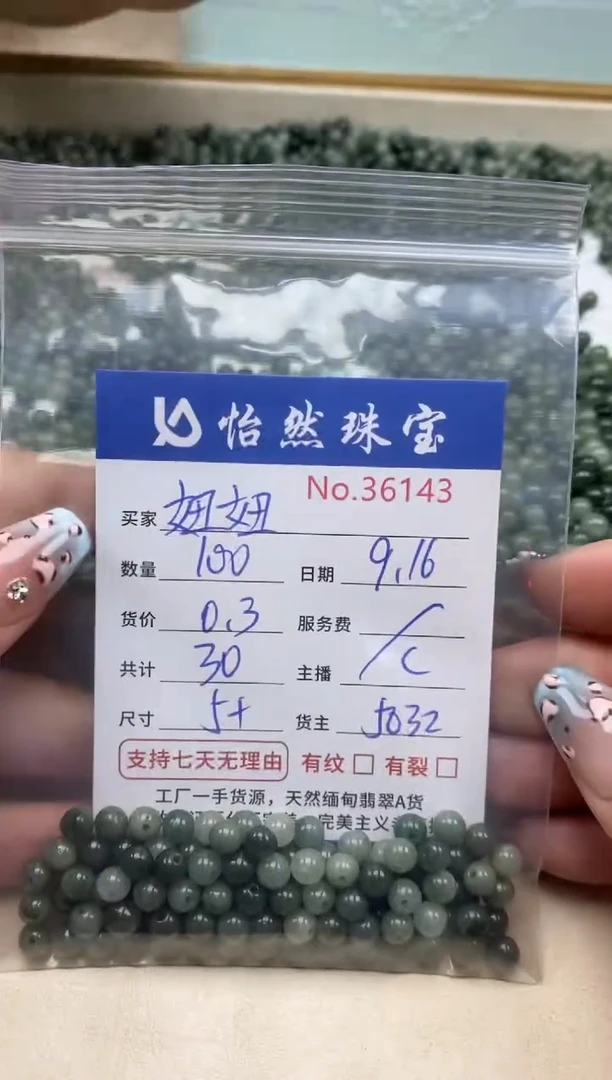 怡然珠宝
No.36143
买家 妞妞
数量 100 日期 9.16
货价 0.3 服务费 /
共计 30 主播 C
尺寸 5+ 货主 J032
支持七天无理由 有纹 □ 有裂 □
工厂一手货源，天然缅甸翡翠A货
完美主义